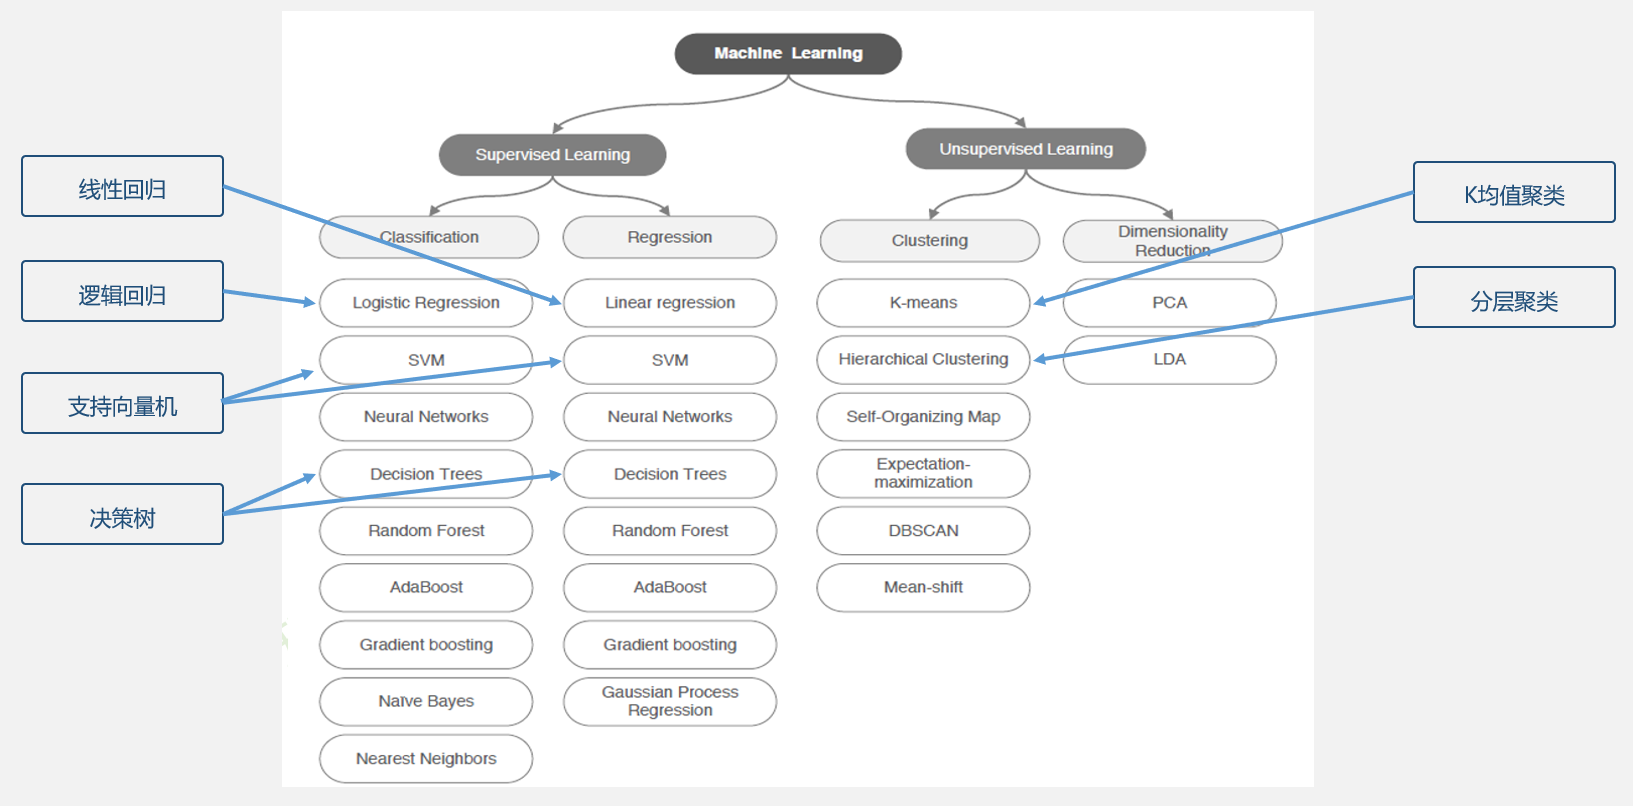 Machine Learning
Supervised Learning
Unsupervised Learning
线性回归
逻辑回归
支持向量机
决策树
K均值聚类
分层聚类
Classification
Logistic Regression
SVM
Neural Networks
Decision Trees
Random Forest
AdaBoost
Gradient boosting
Naïve Bayes
Nearest Neighbors
Regression
Linear regression
SVM
Neural Networks
Decision Trees
Random Forest
AdaBoost
Gradient boosting
Gaussian Process
Regression
Clustering
K-means
Hierarchical Clustering
Self-Organizing Map
Expectation-
maximization
DBSCAN
Mean-shift
Dimensionality
Reduction
PCA
LDA